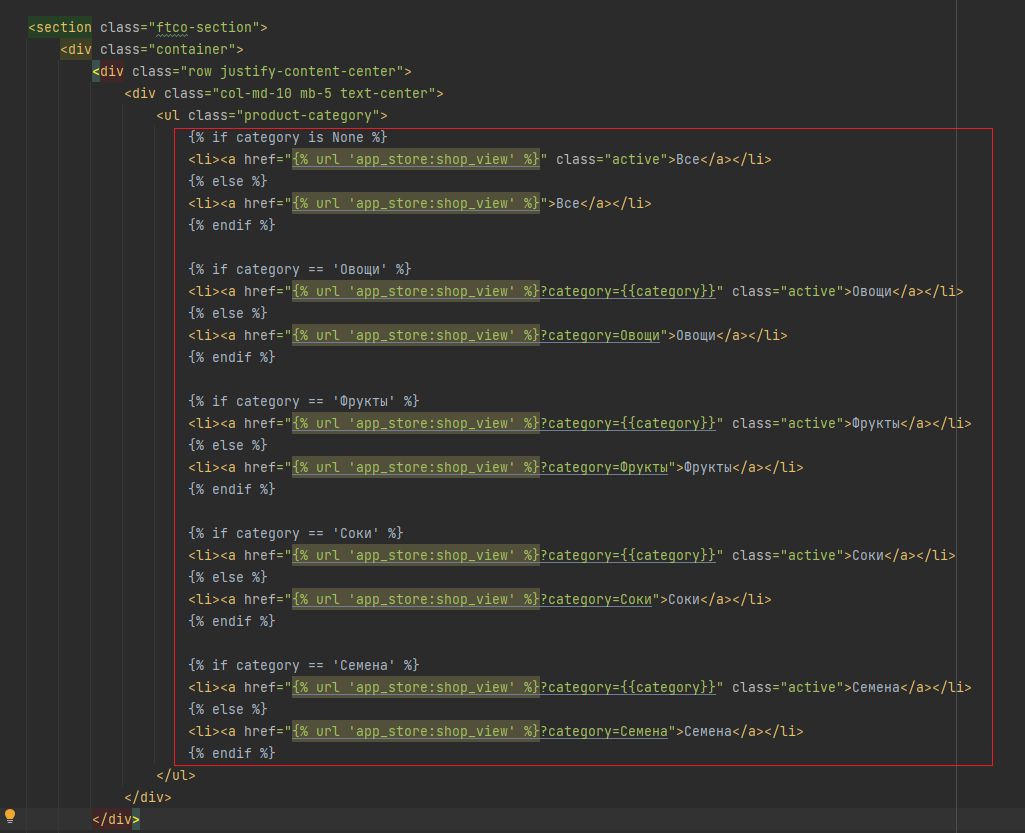 <section class="ftco-section">
<div class="container">
<div class="row justify-content-center">
<div class="col-md-10 mb-5 text-center">
<ul class="product-category">
{% if category is None %}
<li><a href="{% url 'app_store:shop_view' %}" class="active">Все</a></li>
{% else %}
<li><a href="{% url 'app_store:shop_view' %}">Все</a></li>
{% endif %}
{% if category == 'Овощи' %}
<li><a href="{% url 'app_store:shop_view' %}?category={{category}}" class="active">Овощи</a></li>
{% else %}
<li><a href="{% url 'app_store:shop_view' %}?category=Овощи">Овощи</a></li>
{% endif %}
{% if category == 'Фрукты' %}
<li><a href="{% url 'app_store:shop_view' %}?category={{category}}" class="active">Фрукты</a></li>
{% else %}
<li><a href="{% url 'app_store:shop_view' %}?category=Фрукты">Фрукты</a></li>
{% endif %}
{% if category == 'Соки' %}
<li><a href="{% url 'app_store:shop_view' %}?category={{category}}" class="active">Соки</a></li>
{% else %}
<li><a href="{% url 'app_store:shop_view' %}?category=Соки">Соки</a></li>
{% endif %}
{% if category == 'Семена' %}
<li><a href="{% url 'app_store:shop_view' %}?category={{category}}" class="active">Семена</a></li>
{% else %}
<li><a href="{% url 'app_store:shop_view' %}?category=Семена">Семена</a></li>
{% endif %}
</ul>
</div>
</div>